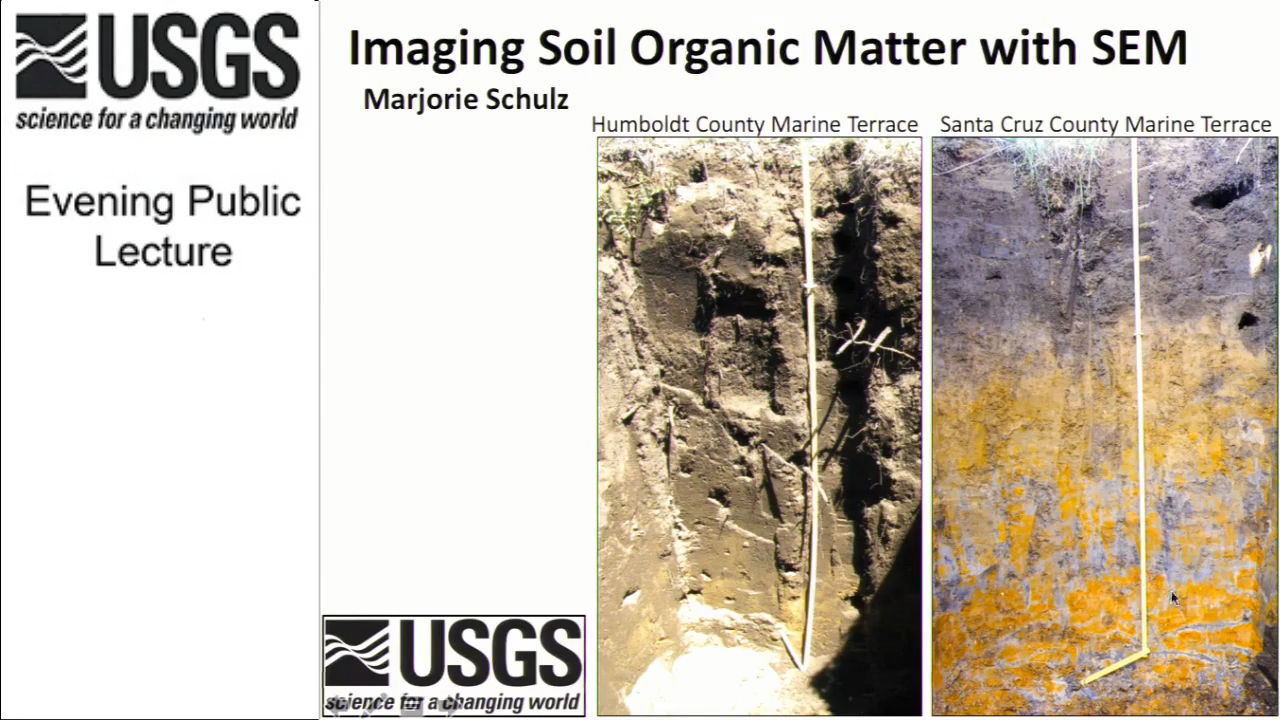 USGS
science for a changing world
Evening Public
Lecture
Imaging Soil Organic Matter with SEM
Marjorie Schulz
Humboldt County Marine Terrace
Santa Cruz County Marine Terrace
USGS
science for a changing world